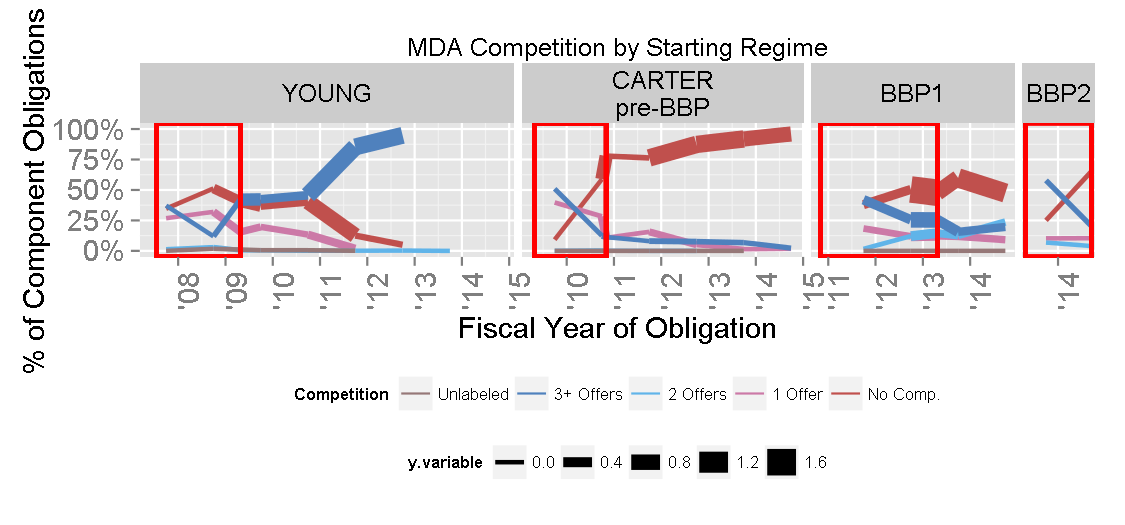 MDA Competition by Starting Regime
YOUNG
CARTER
pre-BBP
BBP1
BBP2
% of Component Obligations
100%
75%
50%
25%
0%
'08 '09 '10 '11 '12 '13 '14 '15 '10 '11 '12 '13 '14 '15 '11 '12 '13 '14 '14
Fiscal Year of Obligation
Competition Unlabeled 3+ Offers 2 Offers 1 Offer No Comp.
y.variable 0.0 0.4 0.8 1.2 1.6